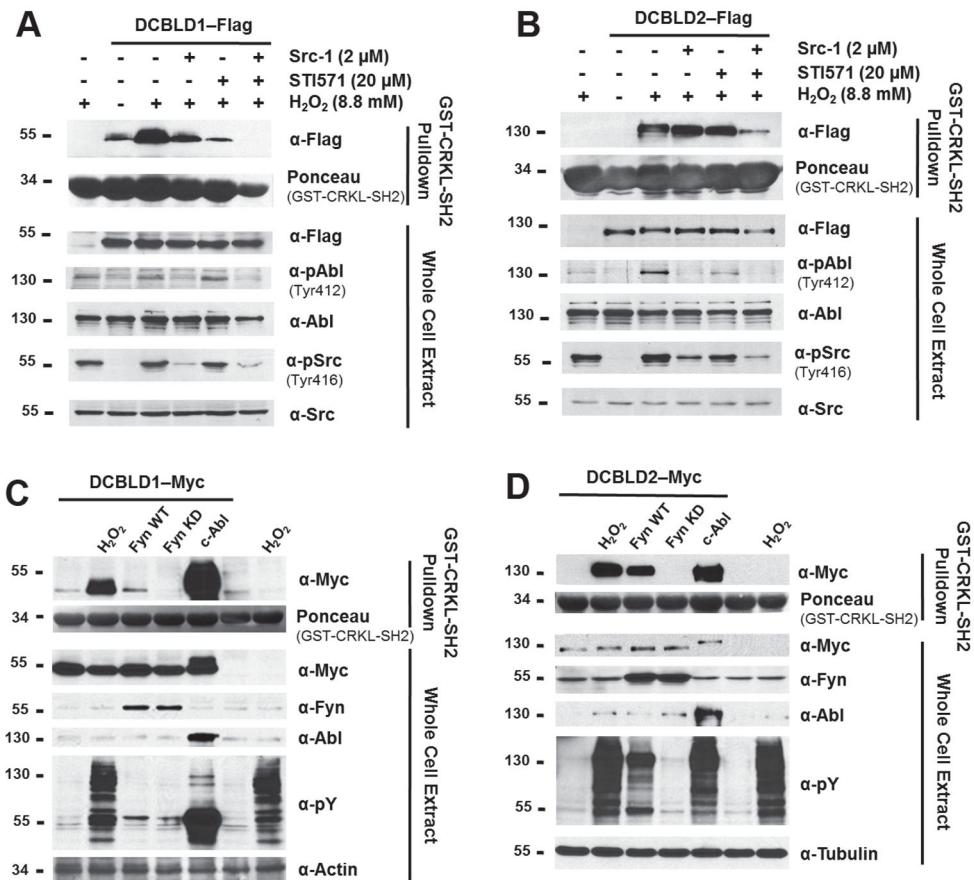 A
DCBLD1–Flag
- - - + - + Src-1 (2 µM)
- - - - + + STI571 (20 µM)
+ - + + + + H₂O₂ (8.8 mM)
55 α-Flag
34 Ponceau
(GST-CRKL-SH2)
GST-CRKL-SH2
Pulldown
55 α-Flag
130 α-pAbl
(Tyr412)
130 α-Abl
55 α-pSrc
(Tyr416)
55 α-Src
Whole Cell Extract
B
DCBLD2–Flag
- - - + - + Src-1 (2 µM)
- - - - + + STI571 (20 µM)
+ - + + + + H₂O₂ (8.8 mM)
130 α-Flag
34 Ponceau
(GST-CRKL-SH2)
GST-CRKL-SH2
Pulldown
130 α-Flag
130 α-pAbl
(Tyr412)
130 α-Abl
55 α-pSrc
(Tyr416)
55 α-Src
Whole Cell Extract
C
DCBLD1–Myc
H₂O₂ Fyn WT Fyn KD c-Abl H₂O₂
55 α-Myc
34 Ponceau
(GST-CRKL-SH2)
GST-CRKL-SH2
Pulldown
55 α-Myc
55 α-Fyn
130 α-Abl
130
α-pY
55
34 α-Actin
Whole Cell Extract
D
DCBLD2–Myc
H₂O₂ Fyn WT Fyn KD c-Abl H₂O₂
130 α-Myc
34 Ponceau
(GST-CRKL-SH2)
GST-CRKL-SH2
Pulldown
130 α-Myc
55 α-Fyn
130 α-Abl
130
α-pY
55
55 α-Tubulin
Whole Cell Extract